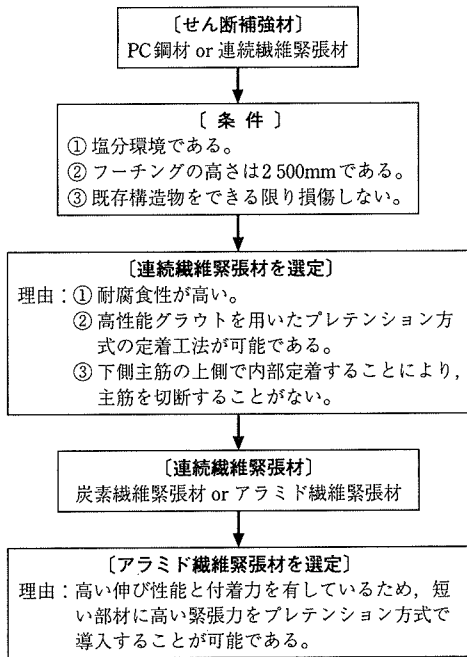 〔せん断補強材〕
PC鋼材 or 連続繊維緊張材
〔 条 件 〕
① 塩分環境である。
② フーチングの高さは2 500mmである。
③ 既存構造物をできる限り損傷しない。
〔連続繊維緊張材を選定〕
理由：① 耐腐食性が高い。
② 高性能グラウトを用いたプレテンション方
式の定着工法が可能である。
③ 下側主筋の上側で内部定着することにより，
主筋を切断することがない。
〔連続繊維緊張材〕
炭素繊維緊張材 or アラミド繊維緊張材
〔アラミド繊維緊張材を選定〕
理由：高い伸び性能と付着力を有しているため，短
い部材に高い緊張力をプレテンション方式で
導入することが可能である。